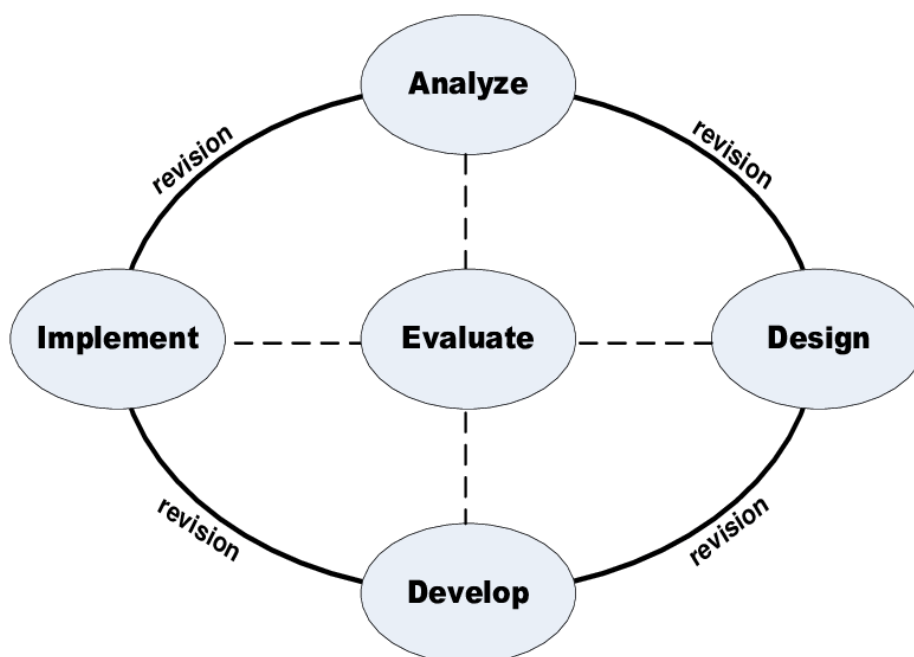 Analyze
revision
revision
Implement
Evaluate
Design
revision
revision
Develop